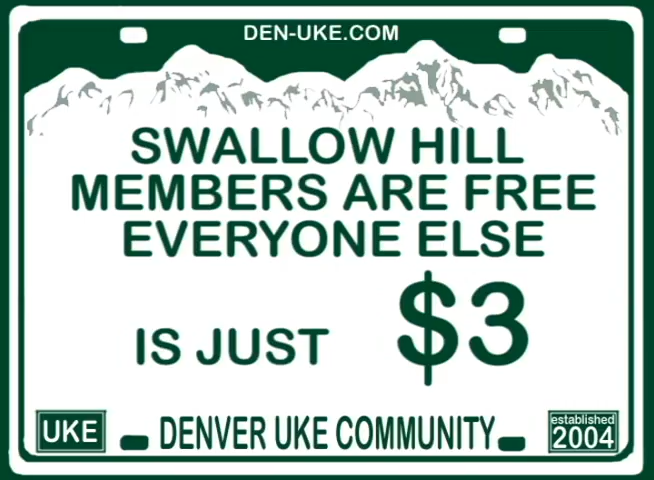 DEN-UKE.COM
SWALLOW HILL
MEMBERS ARE FREE
EVERYONE ELSE
IS JUST $3
UKE
DENVER UKE COMMUNITY
established
2004